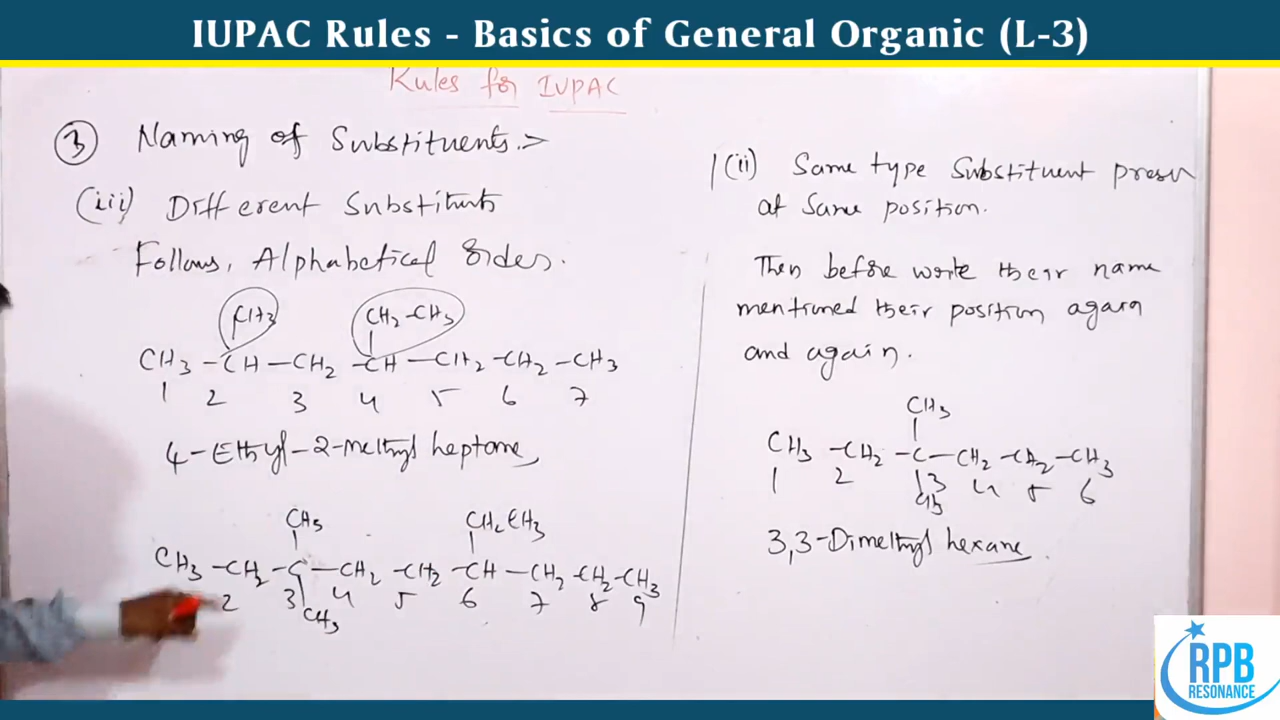 IUPAC Rules - Basics of General Organic (L-3)
Rules for IUPAC
③ Naming of Substituents :->
(iii) Different Substituents
Follows, Alphabetical Order.
CH3 CH2-CH3
CH3 -CH -CH2 -CH -CH2 -CH2 -CH3
1 2 3 4 5 6 7
4-Ethyl-2-methyl heptane
CH3 CH2CH3
CH3 -CH2 -C -CH2 -CH2 -CH -CH2 -CH2 -CH3
2 3 4 5 6 7 8 9
CH3
(ii) Same type Substituent presen
at Same position.
Then before write their name
mentioned their position again
and again.
CH3
CH3 -CH2 -C -CH2 -CH2 -CH3
1 2 3 4 5 6
CH3
3,3-Dimethyl hexane.
RPB
RESONANCE